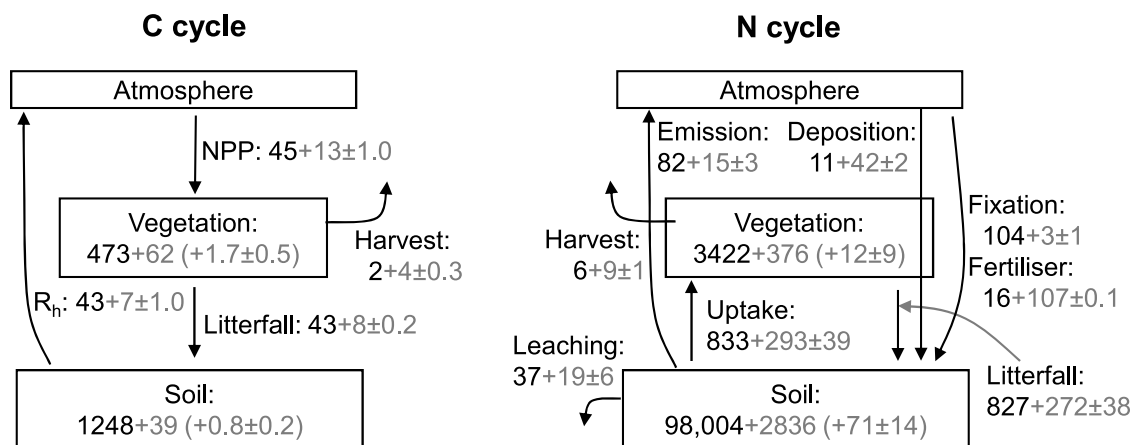 C cycle
Atmosphere
NPP: 45+13±1.0
Vegetation:
473+62 (+1.7±0.5)
Harvest:
2+4±0.3
Rₕ: 43+7±1.0
Litterfall: 43+8±0.2
Soil:
1248+39 (+0.8±0.2)
N cycle
Atmosphere
Emission:
82+15±3
Deposition:
11+42±2
Fixation:
104+3±1
Fertiliser:
16+107±0.1
Vegetation:
3422+376 (+12±9)
Harvest:
6+9±1
Uptake:
833+293±39
Leaching:
37+19±6
Litterfall:
827+272±38
Soil:
98,004+2836 (+71±14)